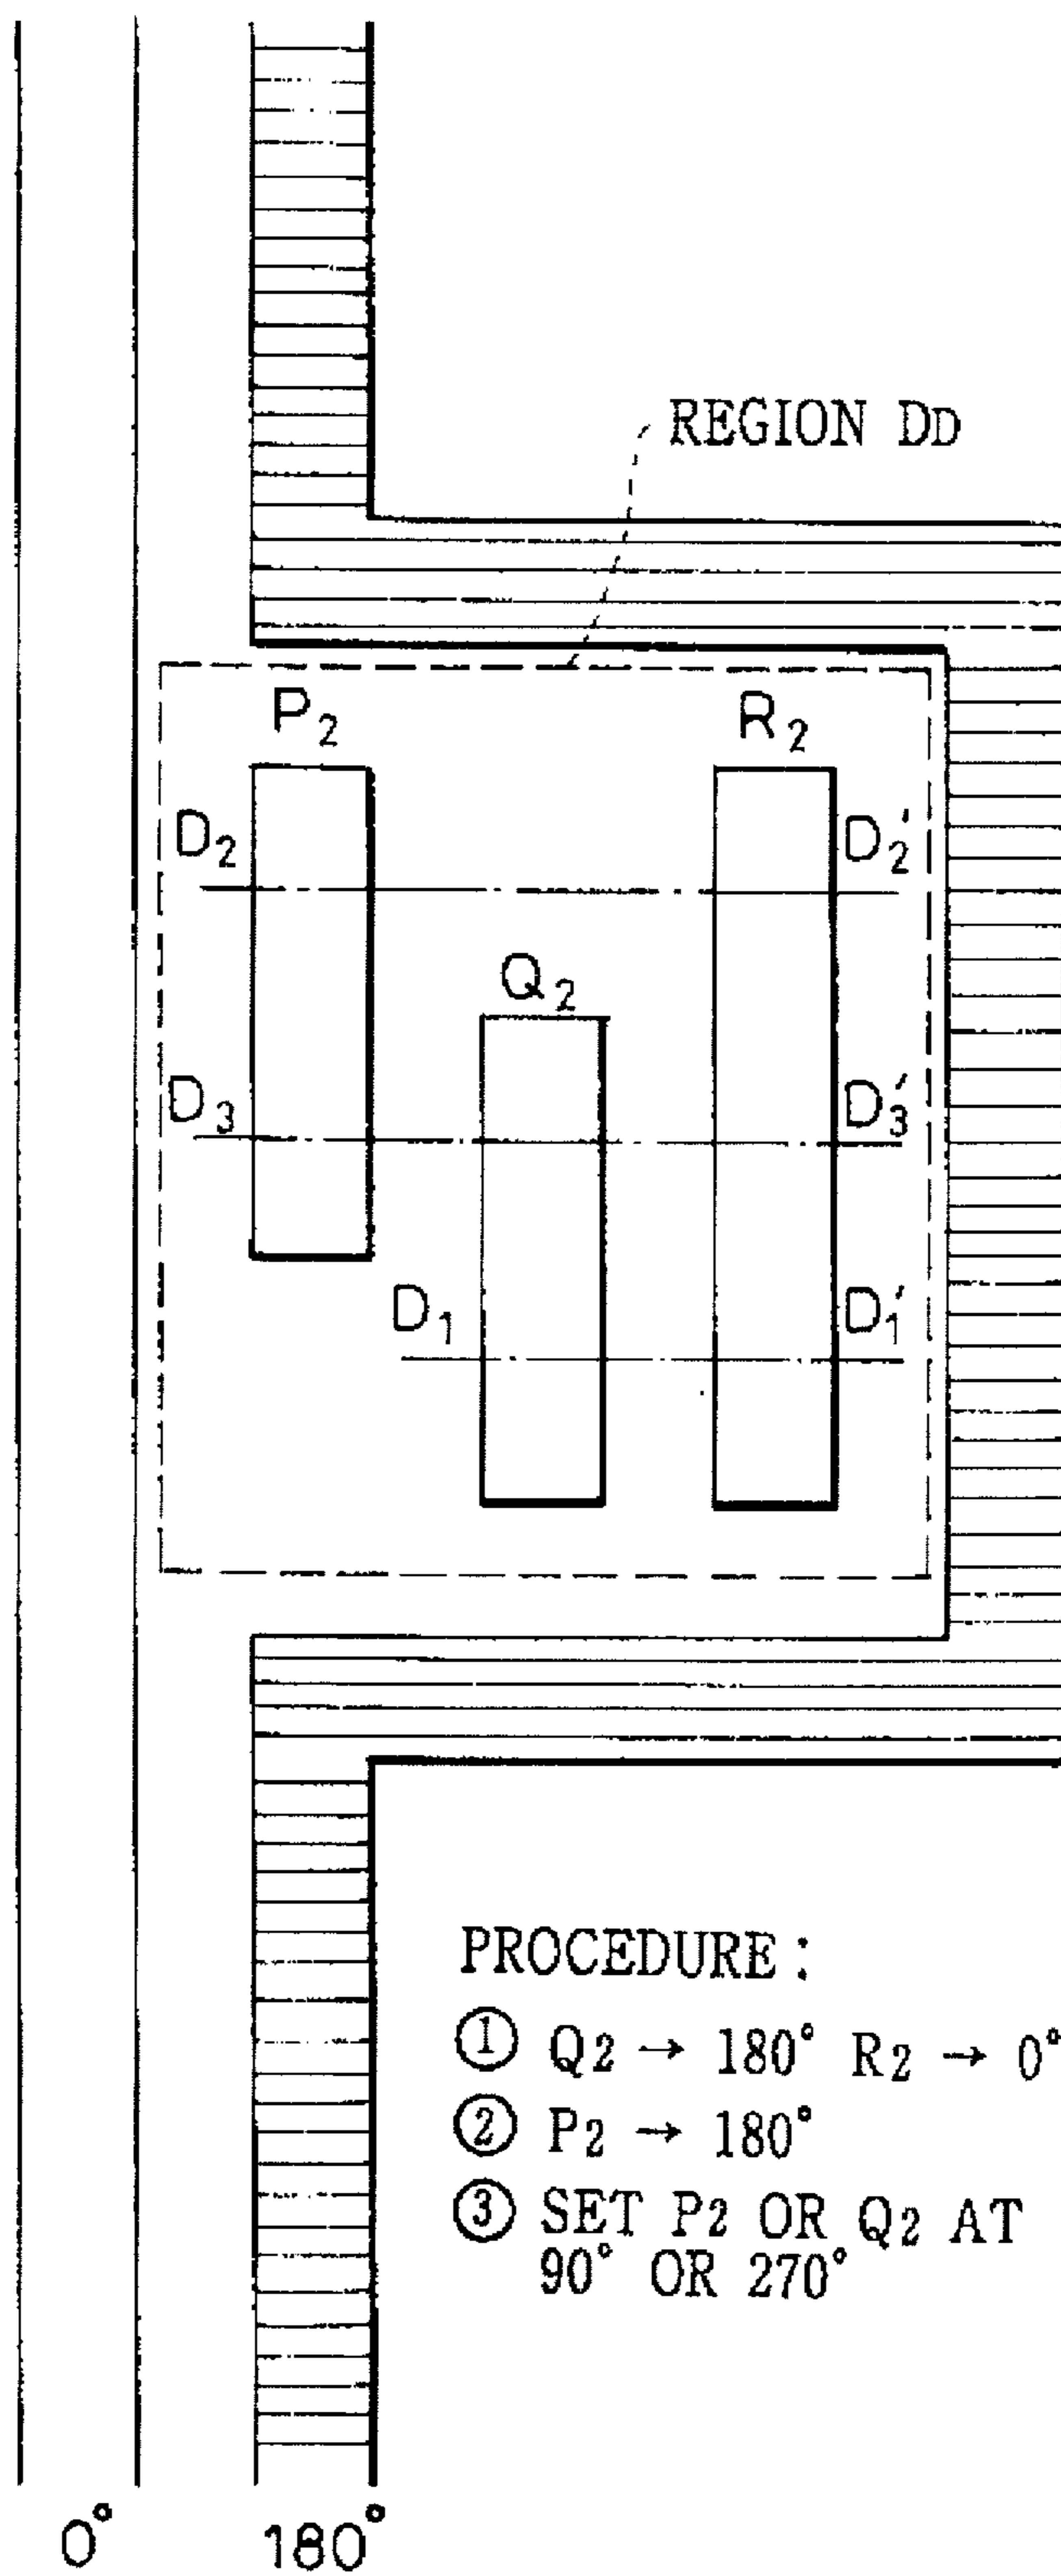 REGION DD
P2
R2
D2
D2'
Q2
D3
D3'
D1
D1'
PROCEDURE:
① Q2 → 180° R2 → 0°
② P2 → 180°
③ SET P2 OR Q2 AT
90° OR 270°
0°
180°